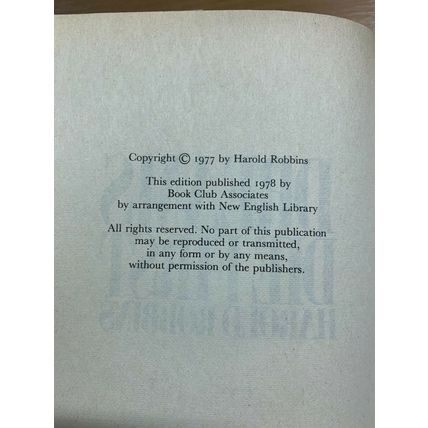 Copyright © 1977 by Harold Robbins
This edition published 1978 by
Book Club Associates
by arrangement with New English Library
All rights reserved. No part of this publication
may be reproduced or transmitted,
in any form or by any means,
without permission of the publishers.
HAROLD ROBBINS